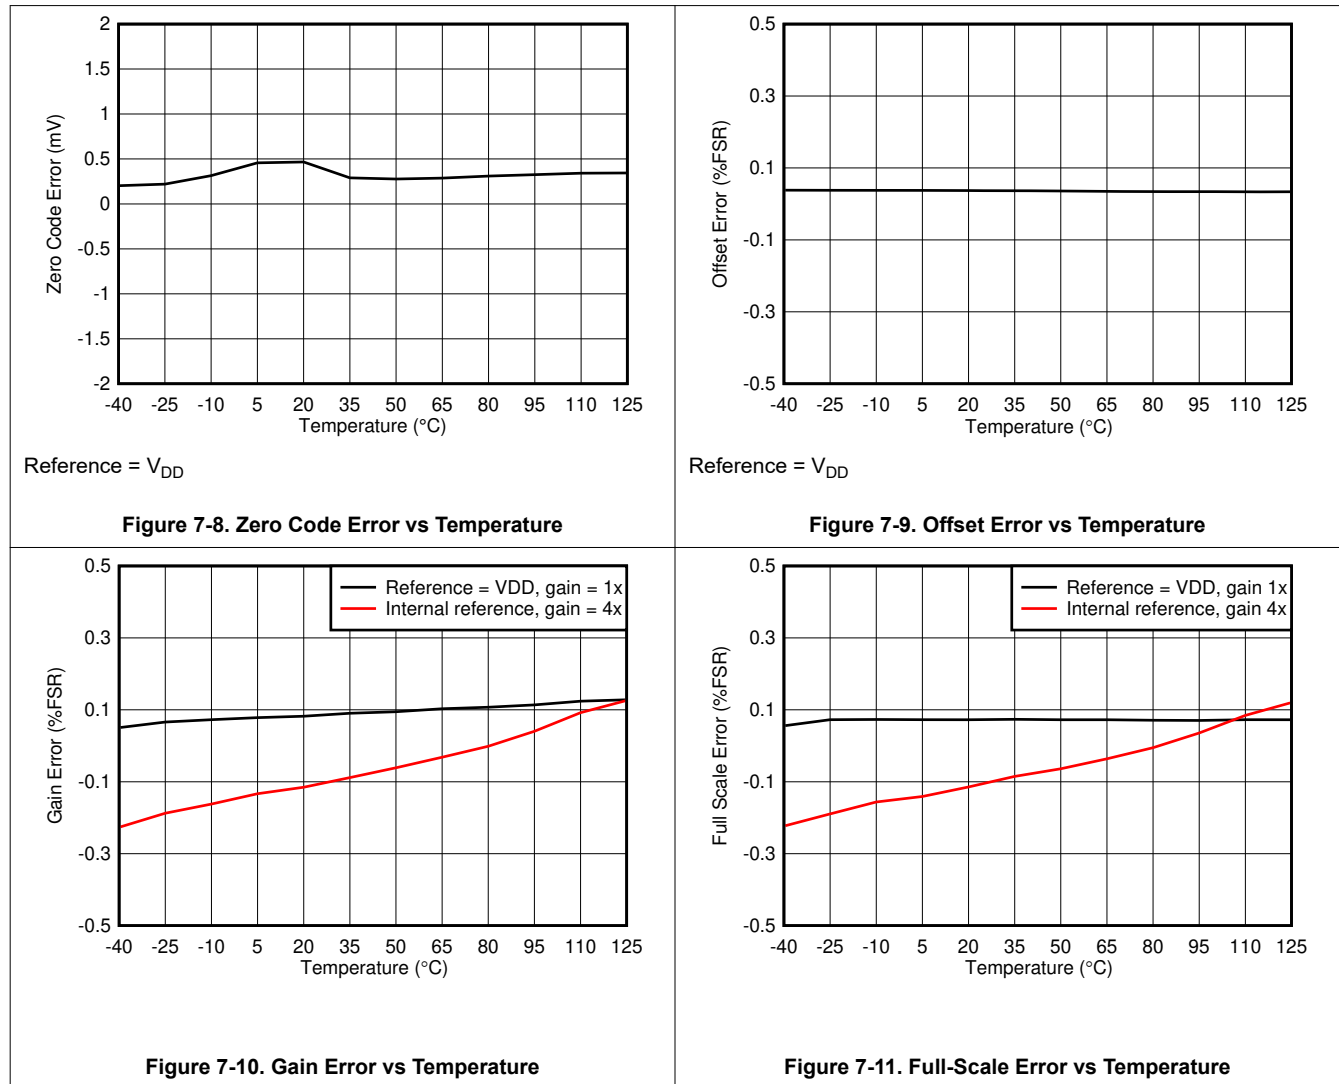 2
1.5
1
0.5
0
-0.5
-1
-1.5
-2
Zero Code Error (mV)
-40 -25 -10 5 20 35 50 65 80 95 110 125
Temperature (°C)
Reference = VDD
Figure 7-8. Zero Code Error vs Temperature
0.5
0.3
0.1
-0.1
-0.3
-0.5
Offset Error (%FSR)
-40 -25 -10 5 20 35 50 65 80 95 110 125
Temperature (°C)
Reference = VDD
Figure 7-9. Offset Error vs Temperature
0.5
0.3
0.1
-0.1
-0.3
-0.5
Gain Error (%FSR)
Reference = VDD, gain = 1x
Internal reference, gain = 4x
-40 -25 -10 5 20 35 50 65 80 95 110 125
Temperature (°C)
Figure 7-10. Gain Error vs Temperature
0.5
0.3
0.1
-0.1
-0.3
-0.5
Full Scale Error (%FSR)
Reference = VDD, gain 1x
Internal reference, gain 4x
-40 -25 -10 5 20 35 50 65 80 95 110 125
Temperature (°C)
Figure 7-11. Full-Scale Error vs Temperature